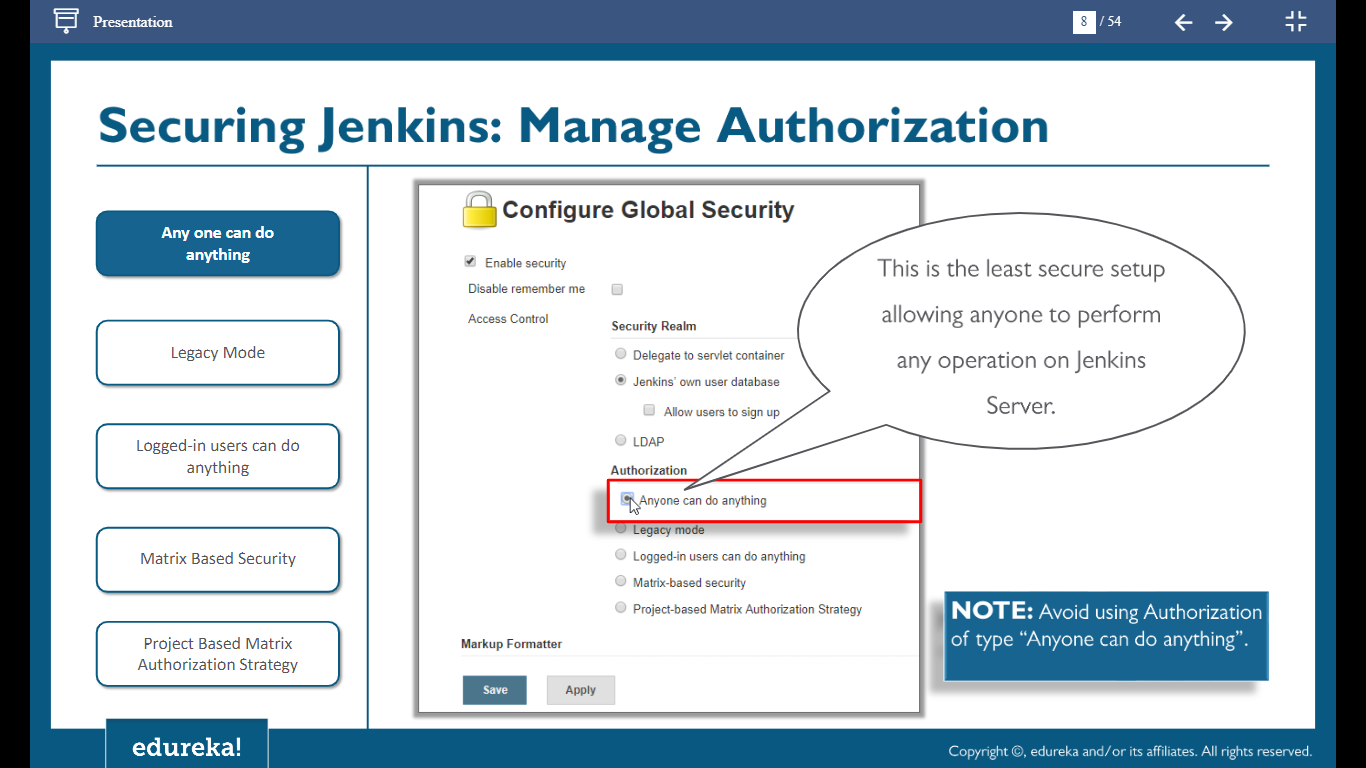 Presentation
8 / 54
Securing Jenkins: Manage Authorization
Any one can do
anything
Legacy Mode
Logged-in users can do
anything
Matrix Based Security
Project Based Matrix
Authorization Strategy
Configure Global Security
Enable security
Disable remember me
Access Control
Security Realm
Delegate to servlet container
Jenkins' own user database
Allow users to sign up
LDAP
Authorization
Anyone can do anything
Legacy mode
Logged-in users can do anything
Matrix-based security
Project-based Matrix Authorization Strategy
Markup Formatter
Save Apply
This is the least secure setup
allowing anyone to perform
any operation on Jenkins
Server.
NOTE: Avoid using Authorization
of type “Anyone can do anything”.
edureka!
Copyright ©, edureka and/or its affiliates. All rights reserved.